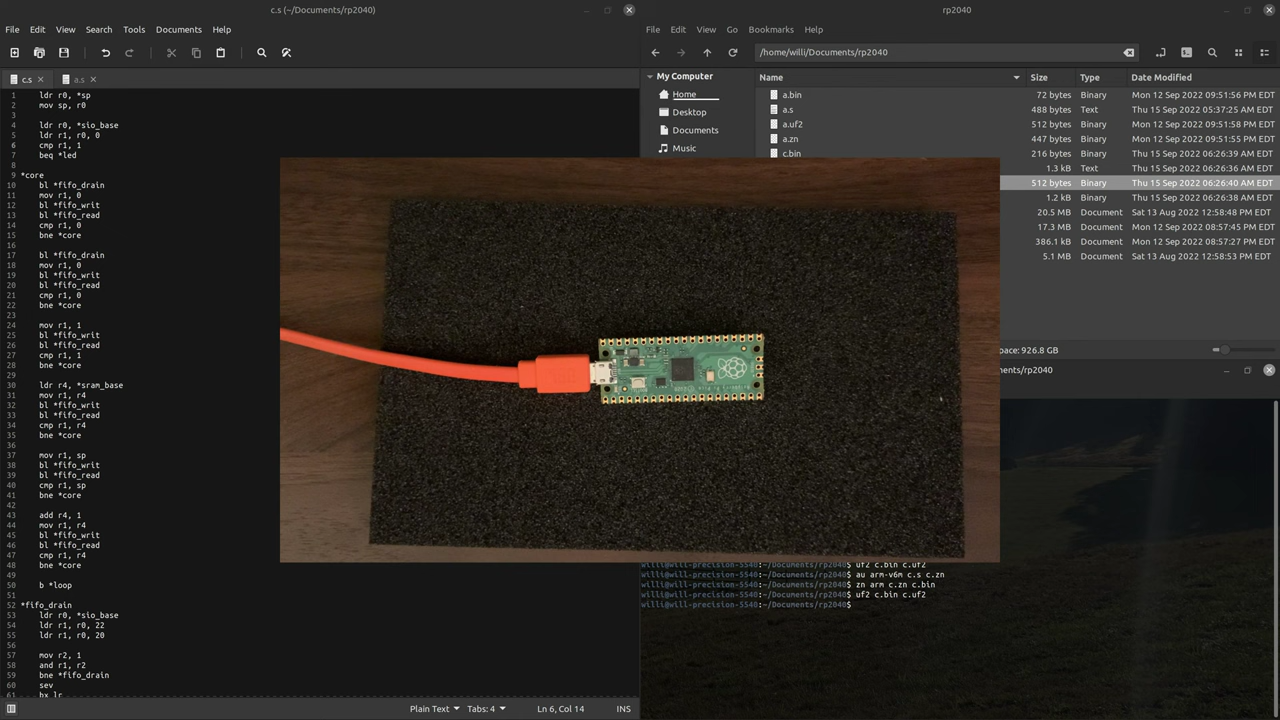 c.s (~/Documents/rp2040)
File Edit View Search Tools Documents Help
c.s
a.s
1 ldr r0, *sp
2 mov sp, r0
3
4 ldr r0, *sio_base
5 ldr r1, r0, 0
6 cmp r1, 1
7 beq *led
8
9 *core
10 bl *fifo_drain
11 mov r1, 0
12 bl *fifo_writ
13 bl *fifo_read
14 cmp r1, 0
15 bne *core
16
17 bl *fifo_drain
18 mov r1, 0
19 bl *fifo_writ
20 bl *fifo_read
21 cmp r1, 0
22 bne *core
23
24 mov r1, 1
25 bl *fifo_writ
26 bl *fifo_read
27 cmp r1, 1
28 bne *core
29
30 ldr r4, *sram_base
31 mov r1, r4
32 bl *fifo_writ
33 bl *fifo_read
34 cmp r1, r4
35 bne *core
36
37 mov r1, sp
38 bl *fifo_writ
39 bl *fifo_read
40 cmp r1, sp
41 bne *core
42
43 add r4, 1
44 mov r1, r4
45 bl *fifo_writ
46 bl *fifo_read
47 cmp r1, r4
48 bne *core
49
50 b *loop
51
52 *fifo_drain
53 ldr r0, *sio_base
54 ldr r1, r0, 22
55 ldr r1, r0, 20
56
57 mov r2, 1
58 and r1, r2
59 bne *fifo_drain
60 sev
61 bx lr
Plain Text Tabs: 4 Ln 6, Col 14 INS
rp2040
File Edit View Go Bookmarks Help
/home/willi/Documents/rp2040
My Computer
Home
Desktop
Documents
Music
Name Size Type Date Modified
a.bin 72 bytes Binary Mon 12 Sep 2022 09:51:56 PM EDT
a.s 488 bytes Text Thu 15 Sep 2022 05:37:25 AM EDT
a.uf2 512 bytes Binary Mon 12 Sep 2022 09:51:58 PM EDT
a.zn 447 bytes Binary Mon 12 Sep 2022 09:51:55 PM EDT
c.bin 216 bytes Binary Thu 15 Sep 2022 06:26:39 AM EDT
1.3 kB Text Thu 15 Sep 2022 06:26:36 AM EDT
512 bytes Binary Thu 15 Sep 2022 06:26:40 AM EDT
1.2 kB Binary Thu 15 Sep 2022 06:26:38 AM EDT
20.5 MB Document Sat 13 Aug 2022 12:58:48 PM EDT
17.3 MB Document Mon 12 Sep 2022 08:57:45 PM EDT
386.1 kB Document Mon 12 Sep 2022 08:57:27 PM EDT
5.1 MB Document Sat 13 Aug 2022 12:58:53 PM EDT
pace: 926.8 GB
ocuments/rp2040
willi@will-precision-5540:~/Documents/rp2040$ uf2 c.bin c.uf2
willi@will-precision-5540:~/Documents/rp2040$ au arm-v6m c.s c.zn
willi@will-precision-5540:~/Documents/rp2040$ zn arm c.zn c.bin
willi@will-precision-5540:~/Documents/rp2040$ uf2 c.bin c.uf2
willi@will-precision-5540:~/Documents/rp2040$